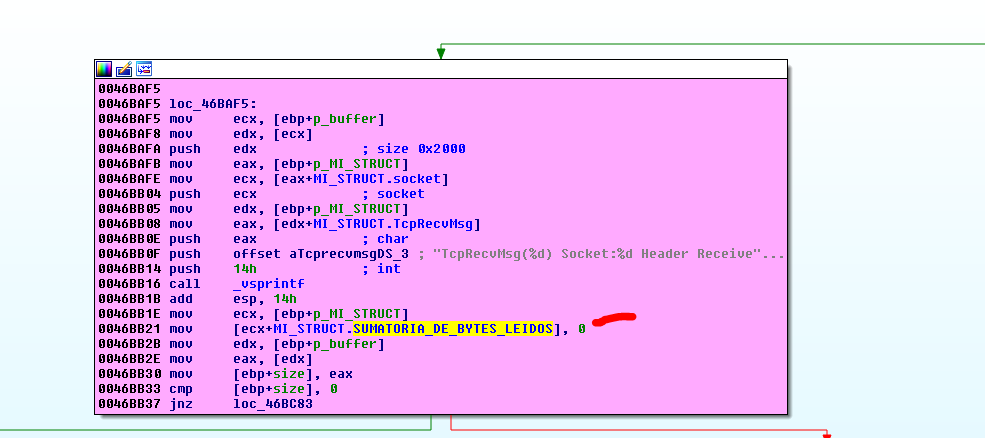 0046BAF5
0046BAF5 loc_46BAF5:
0046BAF5 mov     ecx, [ebp+p_buffer]
0046BAF8 mov     edx, [ecx]
0046BAFA push    edx             ; size 0x2000
0046BAFB mov     eax, [ebp+p_MI_STRUCT]
0046BAFE mov     ecx, [eax+MI_STRUCT.socket]
0046BB04 push    ecx             ; socket
0046BB05 mov     edx, [ebp+p_MI_STRUCT]
0046BB08 mov     eax, [edx+MI_STRUCT.TcpRecvMsg]
0046BB0E push    eax             ; char
0046BB0F push    offset aTcprecvmsgDS_3 ; "TcpRecvMsg(%d) Socket:%d Header Receive"...
0046BB14 push    14h             ; int
0046BB16 call    _vsprintf
0046BB1B add     esp, 14h
0046BB1E mov     ecx, [ebp+p_MI_STRUCT]
0046BB21 mov     [ecx+MI_STRUCT.SUMATORIA_DE_BYTES_LEIDOS], 0
0046BB2B mov     edx, [ebp+p_buffer]
0046BB2E mov     eax, [edx]
0046BB30 mov     [ebp+size], eax
0046BB33 cmp     [ebp+size], 0
0046BB37 jnz     loc_46BC83